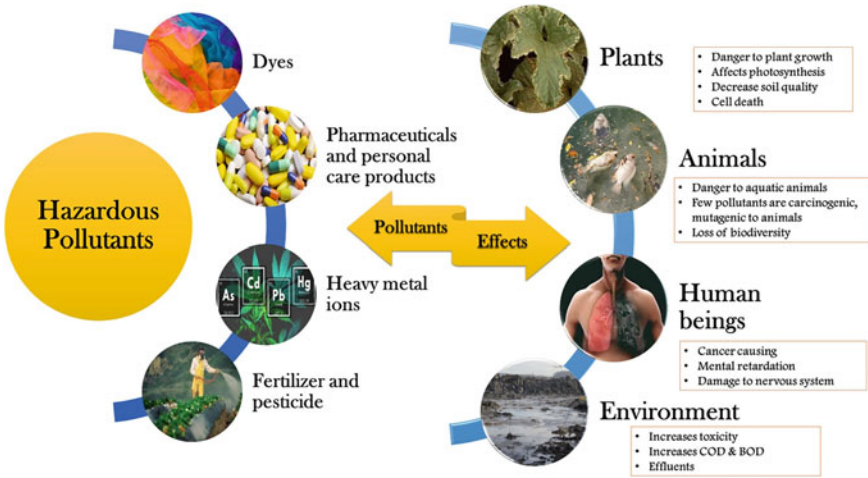 Hazardous
Pollutants
Dyes
Pharmaceuticals
and personal
care products
Heavy metal
ions
As
Cd
Pb
Hg
Fertilizer and
pesticide
Pollutants
Effects
Plants
• Danger to plant growth
• Affects photosynthesis
• Decrease soil quality
• Cell death
Animals
• Danger to aquatic animals
• Few pollutants are carcinogenic,
mutagenic to animals
• Loss of biodiversity
Human
beings
• Cancer causing
• Mental retardation
• Damage to nervous system
Environment
• Increases toxicity
• Increases COD & BOD
• Effluents